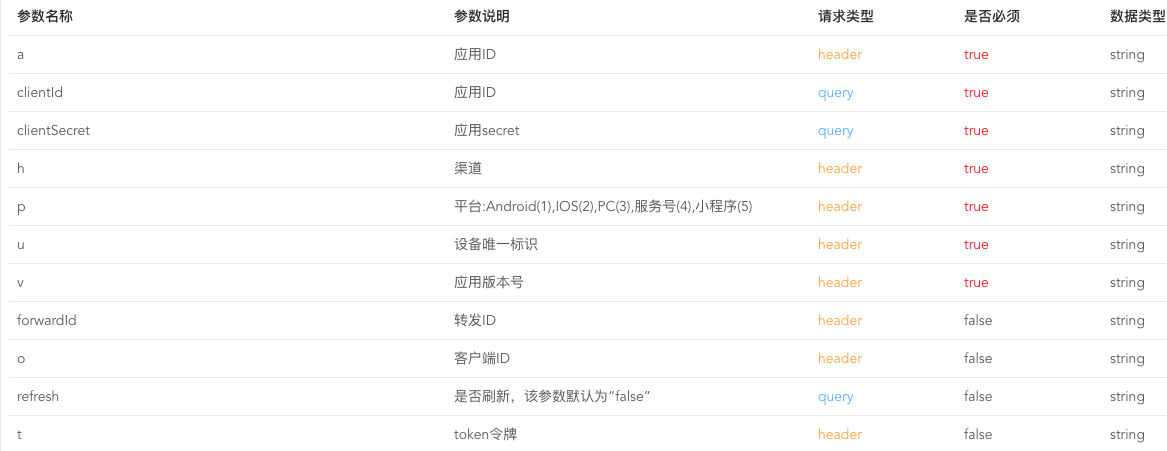 参数名称 参数说明 请求类型 是否必须 数据类型
a 应用ID header true string
clientId 应用ID query true string
clientSecret 应用secret query true string
h 渠道 header true string
p 平台:Android(1),IOS(2),PC(3),服务号(4),小程序(5) header true string
u 设备唯一标识 header true string
v 应用版本号 header true string
forwardId 转发ID header false string
o 客户端ID header false string
refresh 是否刷新，该参数默认为“false” query false string
t token令牌 header false string